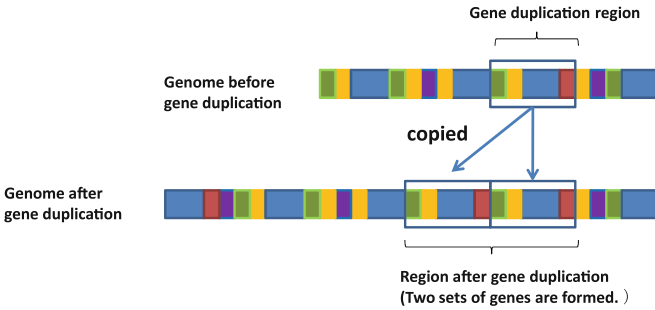 Gene duplication region
Genome before
gene duplication
copied
Genome after
gene duplication
Region after gene duplication
(Two sets of genes are formed. ）